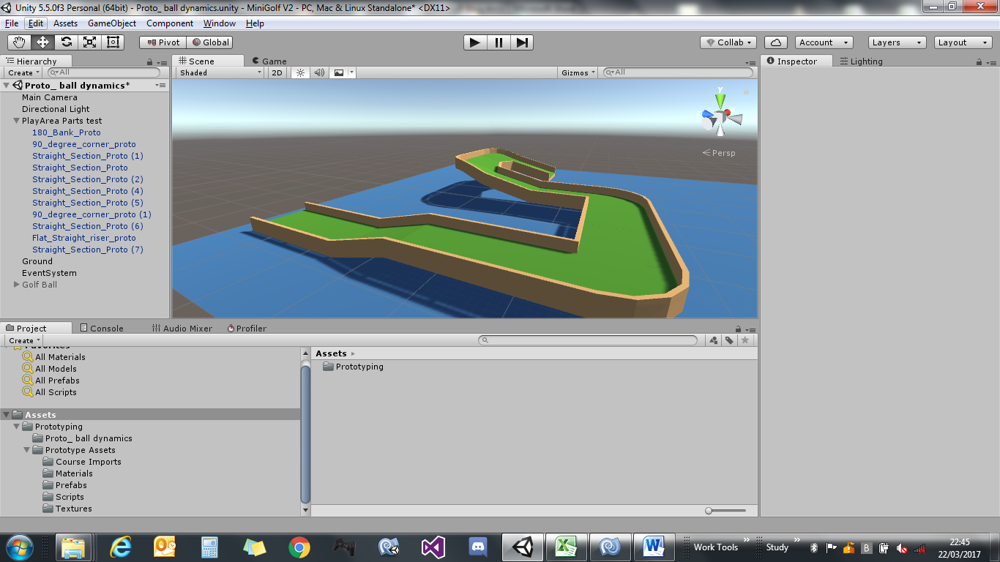 Unity 5.5.0f3 Personal (64bit) - Proto_ ball dynamics.unity - MiniGolf V2 - PC, Mac & Linux Standalone* <DX11>
File Edit Assets GameObject Component Window Help
Pivot Global Collab Account Layers Layout
Hierarchy
Create All
Proto_ ball dynamics*
Main Camera
Directional Light
PlayArea Parts test
180_Bank_Proto
90_degree_corner_proto
Straight_Section_Proto (1)
Straight_Section_Proto
Straight_Section_Proto (2)
Straight_Section_Proto (4)
Straight_Section_Proto (5)
90_degree_corner_proto (1)
Straight_Section_Proto (6)
Flat_Straight_riser_proto
Straight_Section_Proto (7)
Ground
EventSystem
Golf Ball
Scene Game
Shaded 2D Gizmos All
y
Persp
Inspector Lighting
Project Console Audio Mixer Profiler
Create
Favorites
All Materials
All Models
All Prefabs
All Scripts
Assets
Prototyping
Proto_ ball dynamics
Prototype Assets
Course Imports
Materials
Prefabs
Scripts
Textures
Assets
Prototyping
Work Tools
Study
B
22:45
22/03/2017